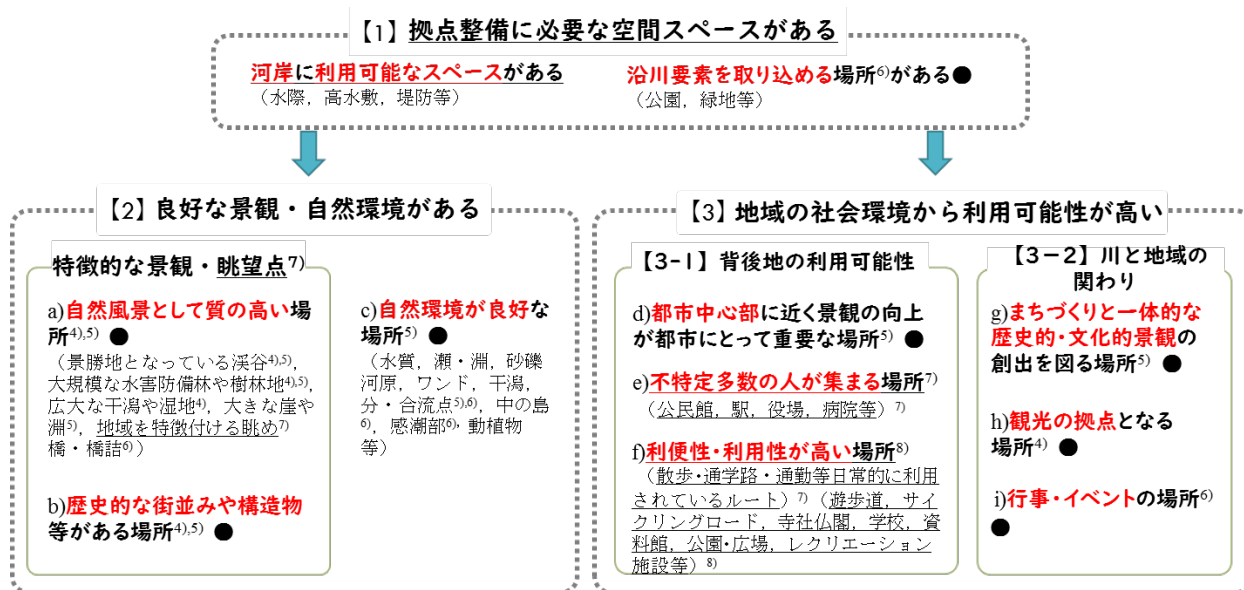 【1】拠点整備に必要な空間スペースがある
河岸に利用可能なスペースがある
（水際，高水敷，堤防等）
沿川要素を取り込める場所6)がある●
（公園，緑地等）
【2】良好な景観・自然環境がある
特徴的な景観・眺望点7)
a)自然風景として質の高い場
所4),5) ●
（景勝地となっている渓谷4),5)，
大規模な水害防備林や樹林地4),5)，
広大な干潟や湿地4)，大きな崖や
淵5)，地域を特徴付ける眺め7)
橋・橋詰6)）
b)歴史的な街並みや構造物
等がある場所4),5) ●
c)自然環境が良好な
場所5) ●
（水質，瀬・淵，砂礫
河原，ワンド，干潟，
分・合流点5),6)，中の島
6)，感潮部6)，動植物
等）
【3】地域の社会環境から利用可能性が高い
【3-1】背後地の利用可能性
d)都市中心部に近く景観の向上
が都市にとって重要な場所5) ●
e)不特定多数の人が集まる場所7)
（公民館，駅，役場，病院等）7)
f)利便性・利用性が高い場所8)
（散歩・通学路・通勤等日常的に利用
されているルート）7)（遊歩道，サイ
クリングロード，寺社仏閣，学校，資
料館，公園・広場，レクリエーション
施設等）8)
【3－2】川と地域の
関わり
g)まちづくりと一体的な
歴史的・文化的景観の
創出を図る場所5) ●
h)観光の拠点となる
場所4) ●
i)行事・イベントの場所6)
●